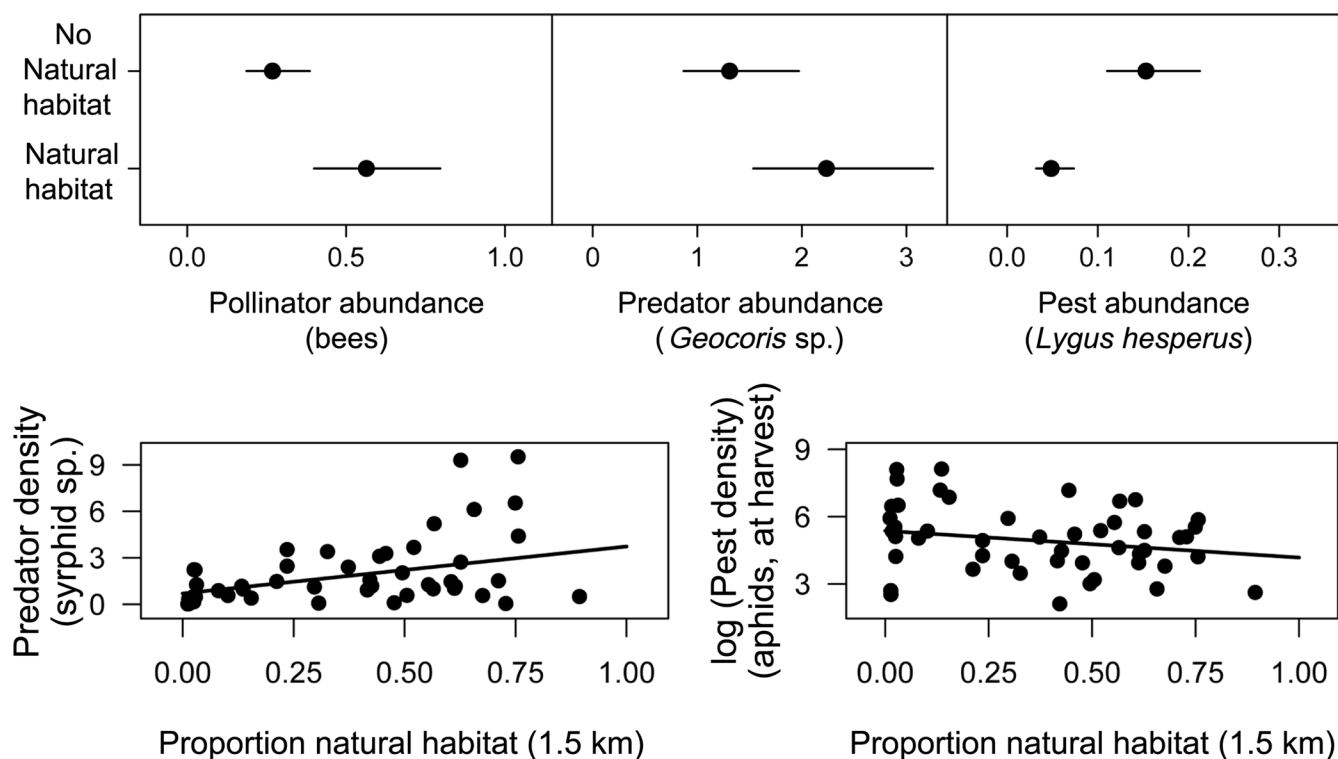 No
Natural
habitat
Natural
habitat
0.0 0.5 1.0
0 1 2 3
0.0 0.1 0.2 0.3
Pollinator abundance
(bees)
Predator abundance
(Geocoris sp.)
Pest abundance
(Lygus hesperus)
Predator density
(syrphid sp.)
9
6
3
0
0.00 0.25 0.50 0.75 1.00
Proportion natural habitat (1.5 km)
log (Pest density)
(aphids, at harvest)
9
6
3
0.00 0.25 0.50 0.75 1.00
Proportion natural habitat (1.5 km)